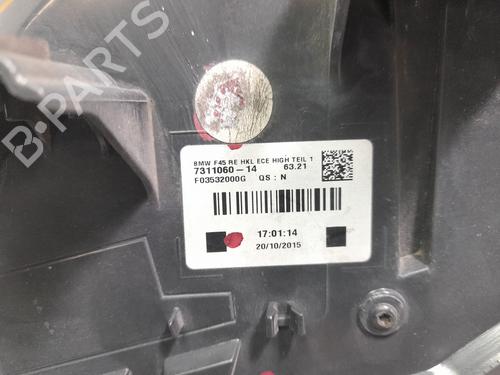 B-PARTS
BMW F45 RE HKL ECE HIGH TEIL 1
7311060-14 63.21
F03532000G QS : N
17:01:14
20/10/2015